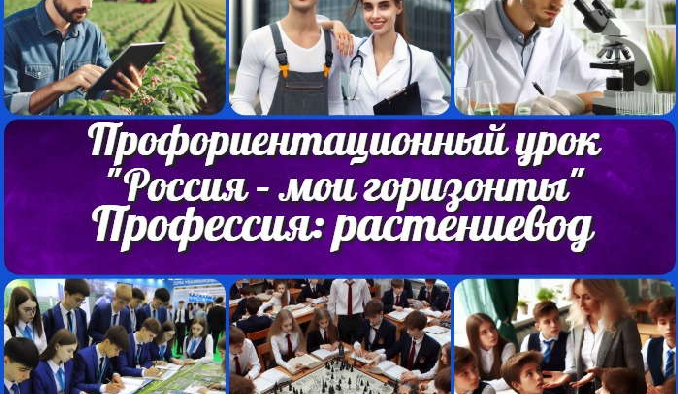 Профориентационный урок
"Россия - мои горизонты"
Профессия: растениевод